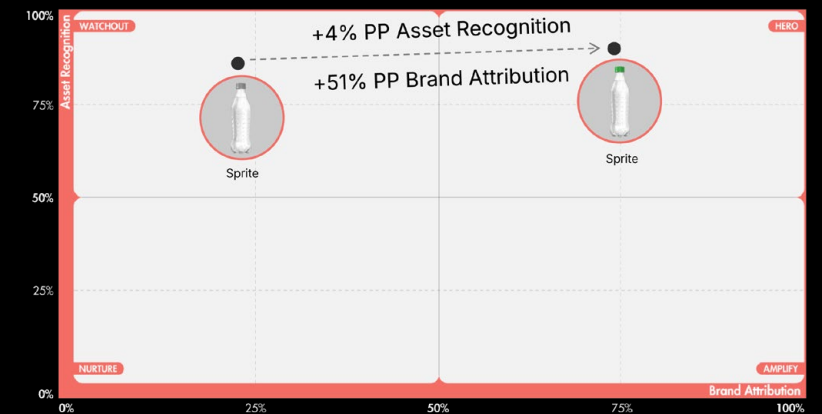 100%
WATCHOUT
HERO
Asset Recognition
+4% PP Asset Recognition
+51% PP Brand Attribution
75%
Sprite
Sprite
50%
25%
NURTURE
AMPLIFY
0%
Brand Attribution
0%
25%
50%
75%
100%